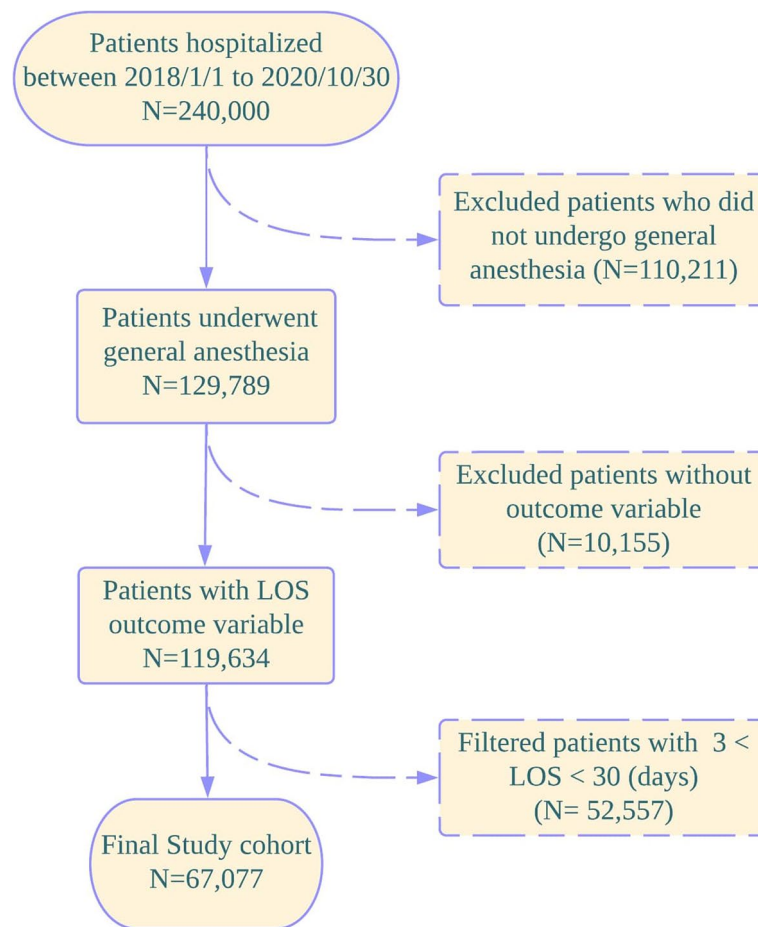 Patients hospitalized
between 2018/1/1 to 2020/10/30
N=240,000
Excluded patients who did
not undergo general
anesthesia (N=110,211)
Patients underwent
general anesthesia
N=129,789
Excluded patients without
outcome variable
(N=10,155)
Patients with LOS
outcome variable
N=119,634
Filtered patients with  3 <
LOS < 30 (days)
(N= 52,557)
Final Study cohort
N=67,077